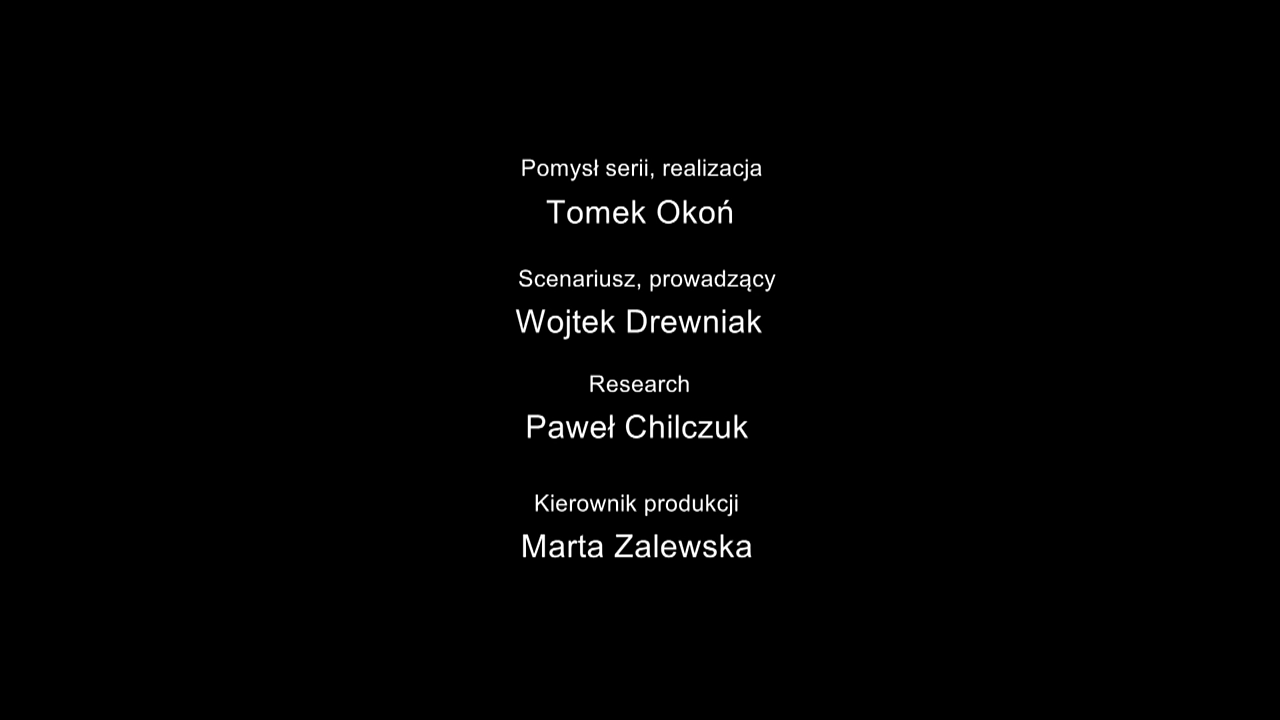 Pomysł serii, realizacja
Tomek Okoń
Scenariusz, prowadzący
Wojtek Drewniak
Research
Paweł Chilczuk
Kierownik produkcji
Marta Zalewska